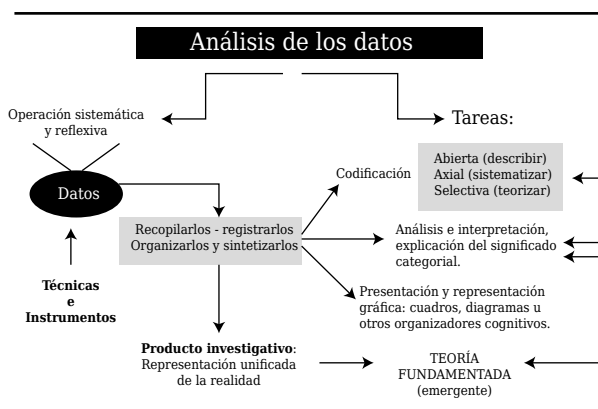 Análisis de los datos
Operación sistemática
y reflexiva
Tareas:
Datos
Codificación
Abierta (describir)
Axial (sistematizar)
Selectiva (teorizar)
Recopilarlos - registrarlos
Organizarlos y sintetizarlos
Análisis e interpretación,
explicación del significado
categorial.
Técnicas
e
Instrumentos
Presentación y representación
gráfica: cuadros, diagramas u
otros organizadores cognitivos.
Producto investigativo:
Representación unificada
de la realidad
TEORÍA
FUNDAMENTADA
(emergente)